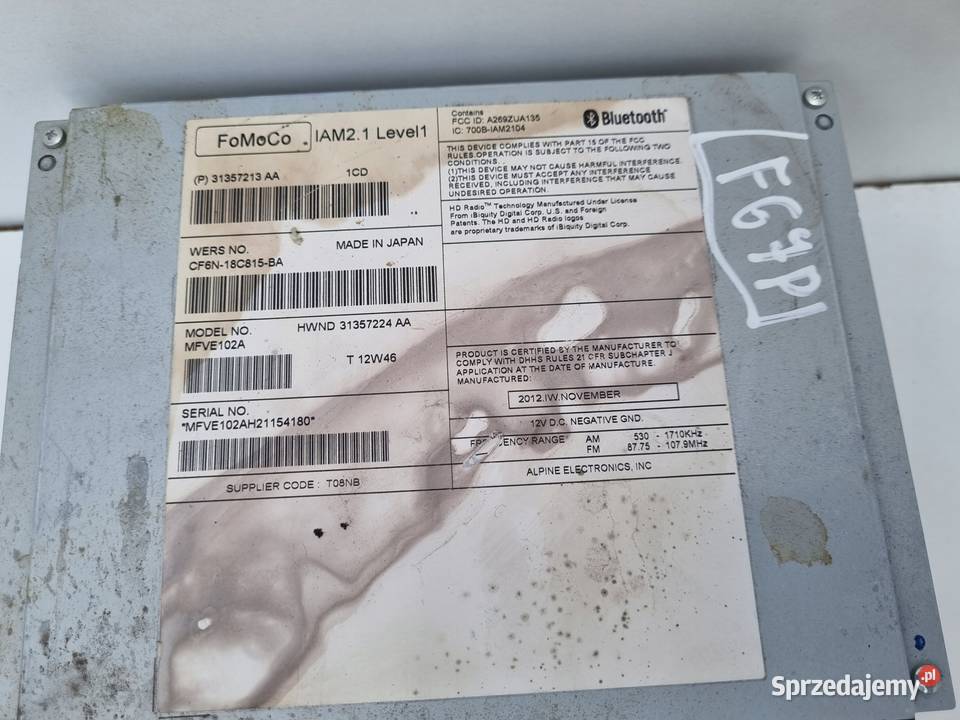 FoMoCo IAM2.1 Level1
(P) 31357213 AA 1CD
WERS NO. MADE IN JAPAN
CF6N-18C815-BA
MODEL NO. HWND 31357224 AA
MFVE102A
T 12W46
SERIAL NO.
*MFVE102AH21154180*
SUPPLIER CODE : T08NB
Contains
FCC ID: A269ZUA135
IC: 700B-IAM2104
Bluetooth
THIS DEVICE COMPLIES WITH PART 15 OF THE FCC
RULES.OPERATION IS SUBJECT TO THE FOLLOWING TWO
CONDITIONS.
(1)THIS DEVICE MAY NOT CAUSE HARMFUL INTERFERENCE.
(2)THIS DEVICE MUST ACCEPT ANY INTERFERENCE
RECEIVED, INCLUDING INTERFERENCE THAT MAY CAUSE
UNDESIRED OPERATION.
HD Radio™ Technology Manufactured Under License
From iBiquity Digital Corp. U.S. and Foreign
Patents. The HD and HD Radio logos
are proprietary trademarks of iBiquity Digital Corp.
PRODUCT IS CERTIFIED BY THE MANUFACTURER TO
COMPLY WITH DHHS RULES 21 CFR SUBCHAPTER J
APPLICATION AT THE DATE OF MANUFACTURE.
MANUFACTURED:
2012.IW.NOVEMBER
12V D.C. NEGATIVE GND.
FREQUENCY RANGE AM 530 - 1710KHz
FM 87.75 - 107.9MHz
ALPINE ELECTRONICS, INC
F64P
Sprzedajemy.pl